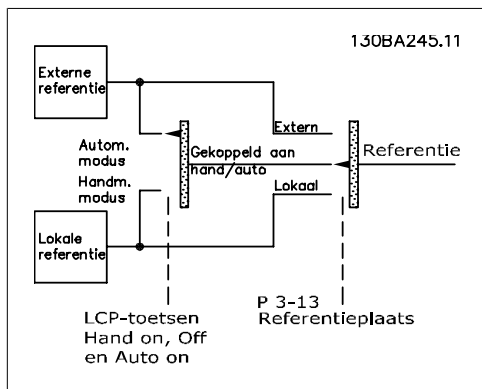 130BA245.11
Externe
referentie
Autom.
modus
Handm.
modus
Lokale
referentie
Gekoppeld aan
hand/auto
Extern
Lokaal
Referentie
LCP-toetsen
Hand on, Off
en Auto on
P 3-13
Referentieplaats